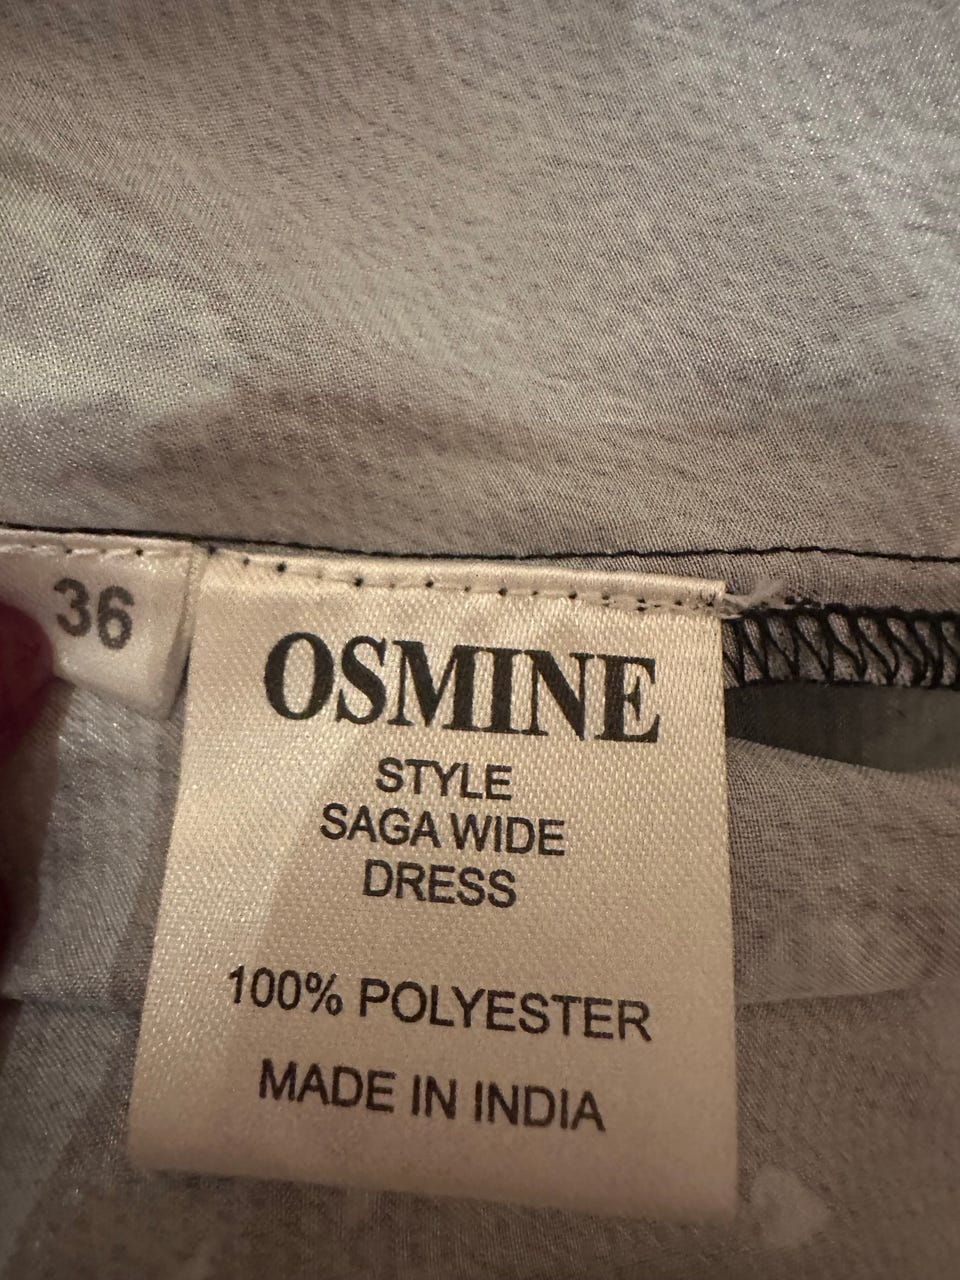 36
OSMINE
STYLE
SAGA WIDE
DRESS
100% POLYESTER
MADE IN INDIA